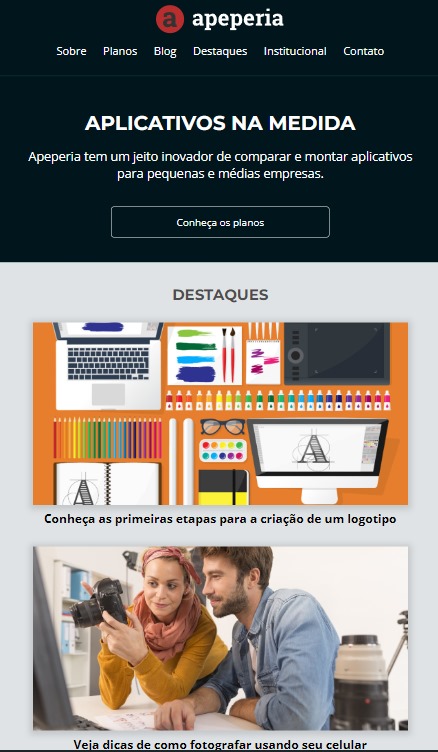 a apeperia
Sobre Planos Blog Destaques Institucional Contato
APLICATIVOS NA MEDIDA
Apeperia tem um jeito inovador de comparar e montar aplicativos
para pequenas e médias empresas.
Conheça os planos
DESTAQUES
A
A
Conheça as primeiras etapas para a criação de um logotipo
Veja dicas de como fotografar usando seu celular